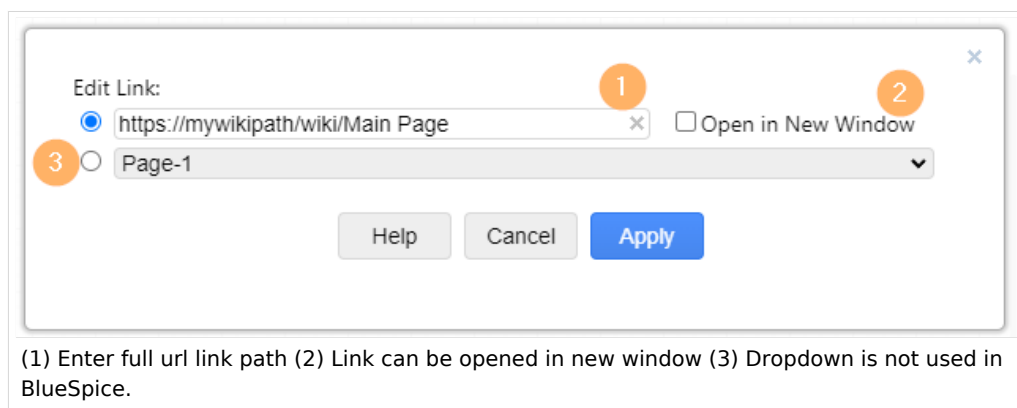 Edit Link:
1
2
https://mywikipath/wiki/Main Page
Open in New Window
3
Page-1
Help Cancel Apply
(1) Enter full url link path (2) Link can be opened in new window (3) Dropdown is not used in
BlueSpice.